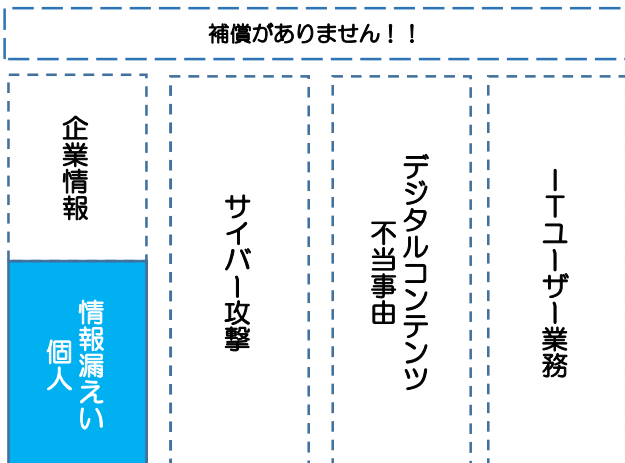 補償がありません！！
企業情報
情報漏えい
個人
サイバー攻撃
デジタルコンテンツ
不当事由
ITユーザー業務